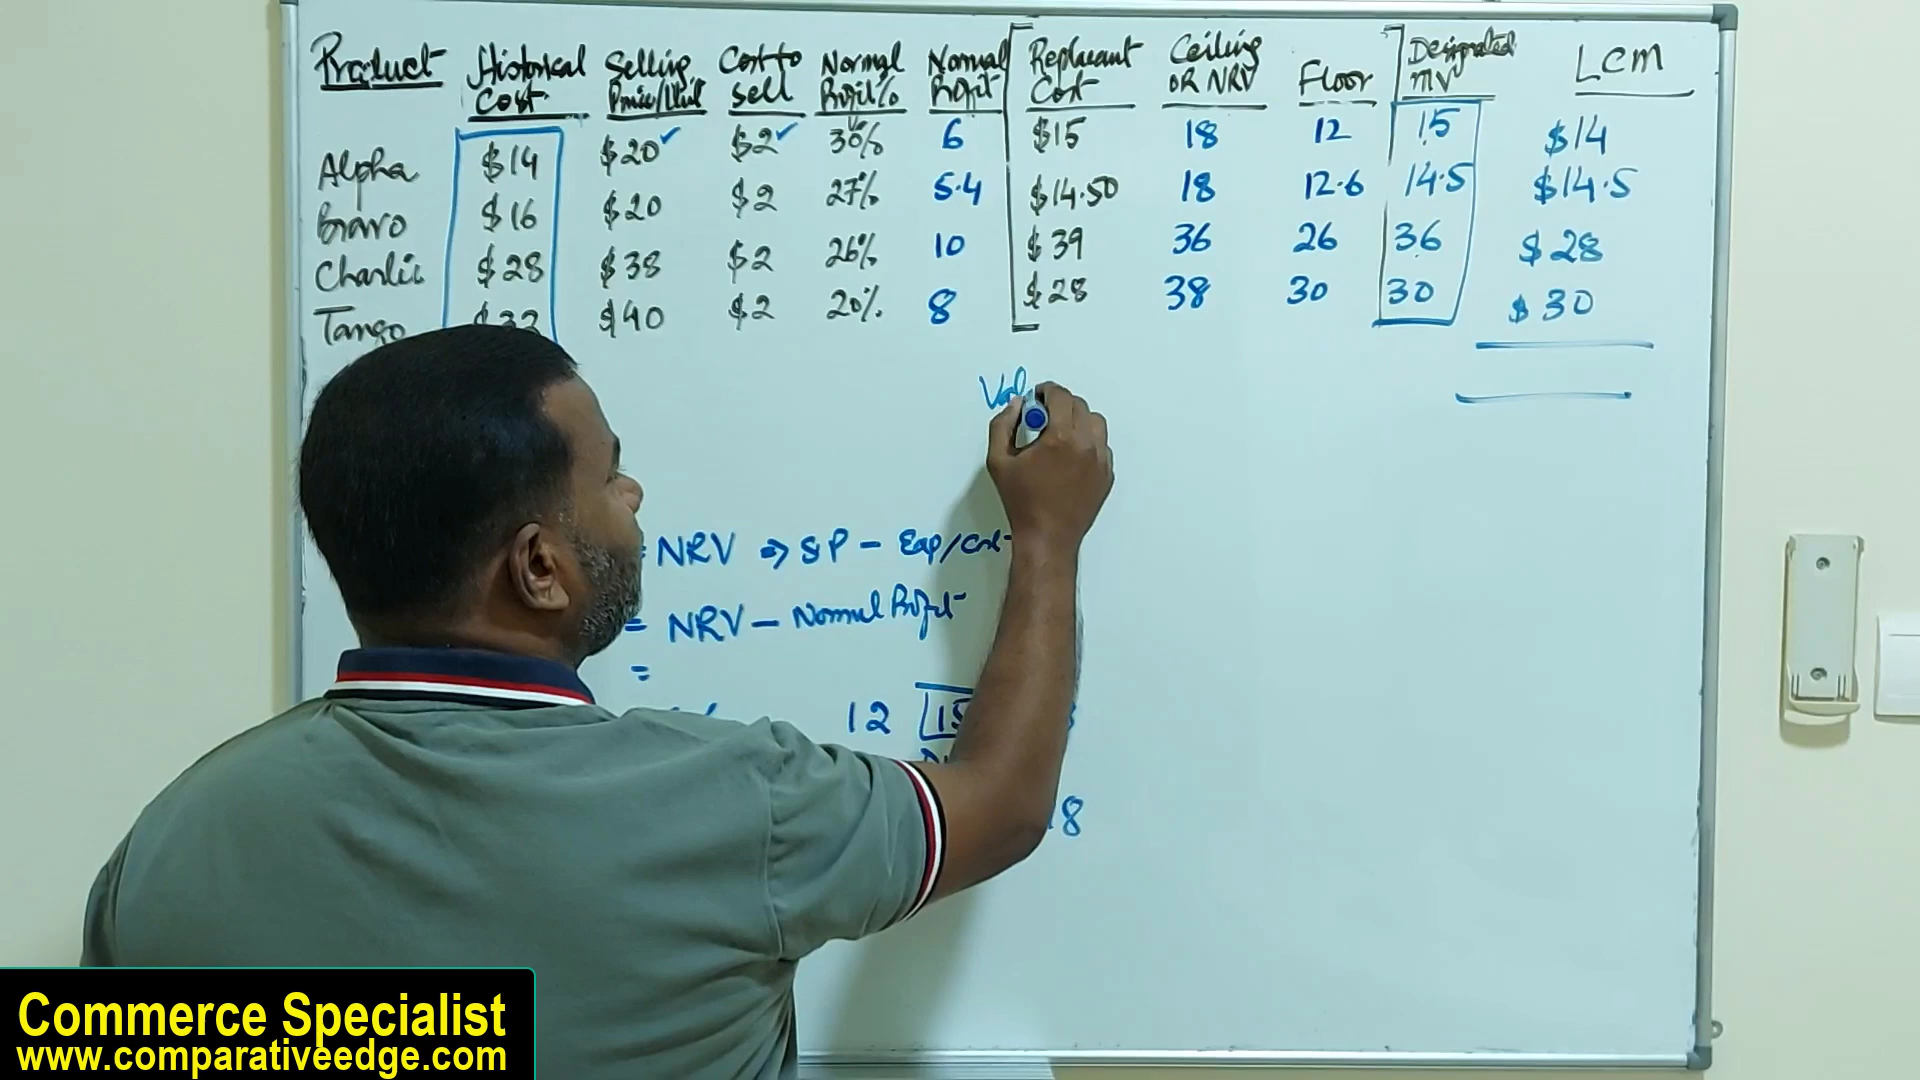 Product Historical Cost Selling Price/Unit Cost to sell Normal Profit% Normal Profit Replacant Cost Ceiling OR NRV Floor Designated MV LCM
Alpha $14 $20 $2 30% 6 $15 18 12 15 $14
Bravo $16 $20 $2 27% 5.4 $14.50 18 12.6 14.5 $14.5
Charlie $28 $38 $2 26% 10 $39 36 26 36 $28
Tango $32 $40 $2 20% 8 $28 38 30 30 $30
= NRV ⇒ SP - Exp/Cost
= NRV - Normal Profit
=
12 15
18
Commerce Specialist
www.comparativeedge.com